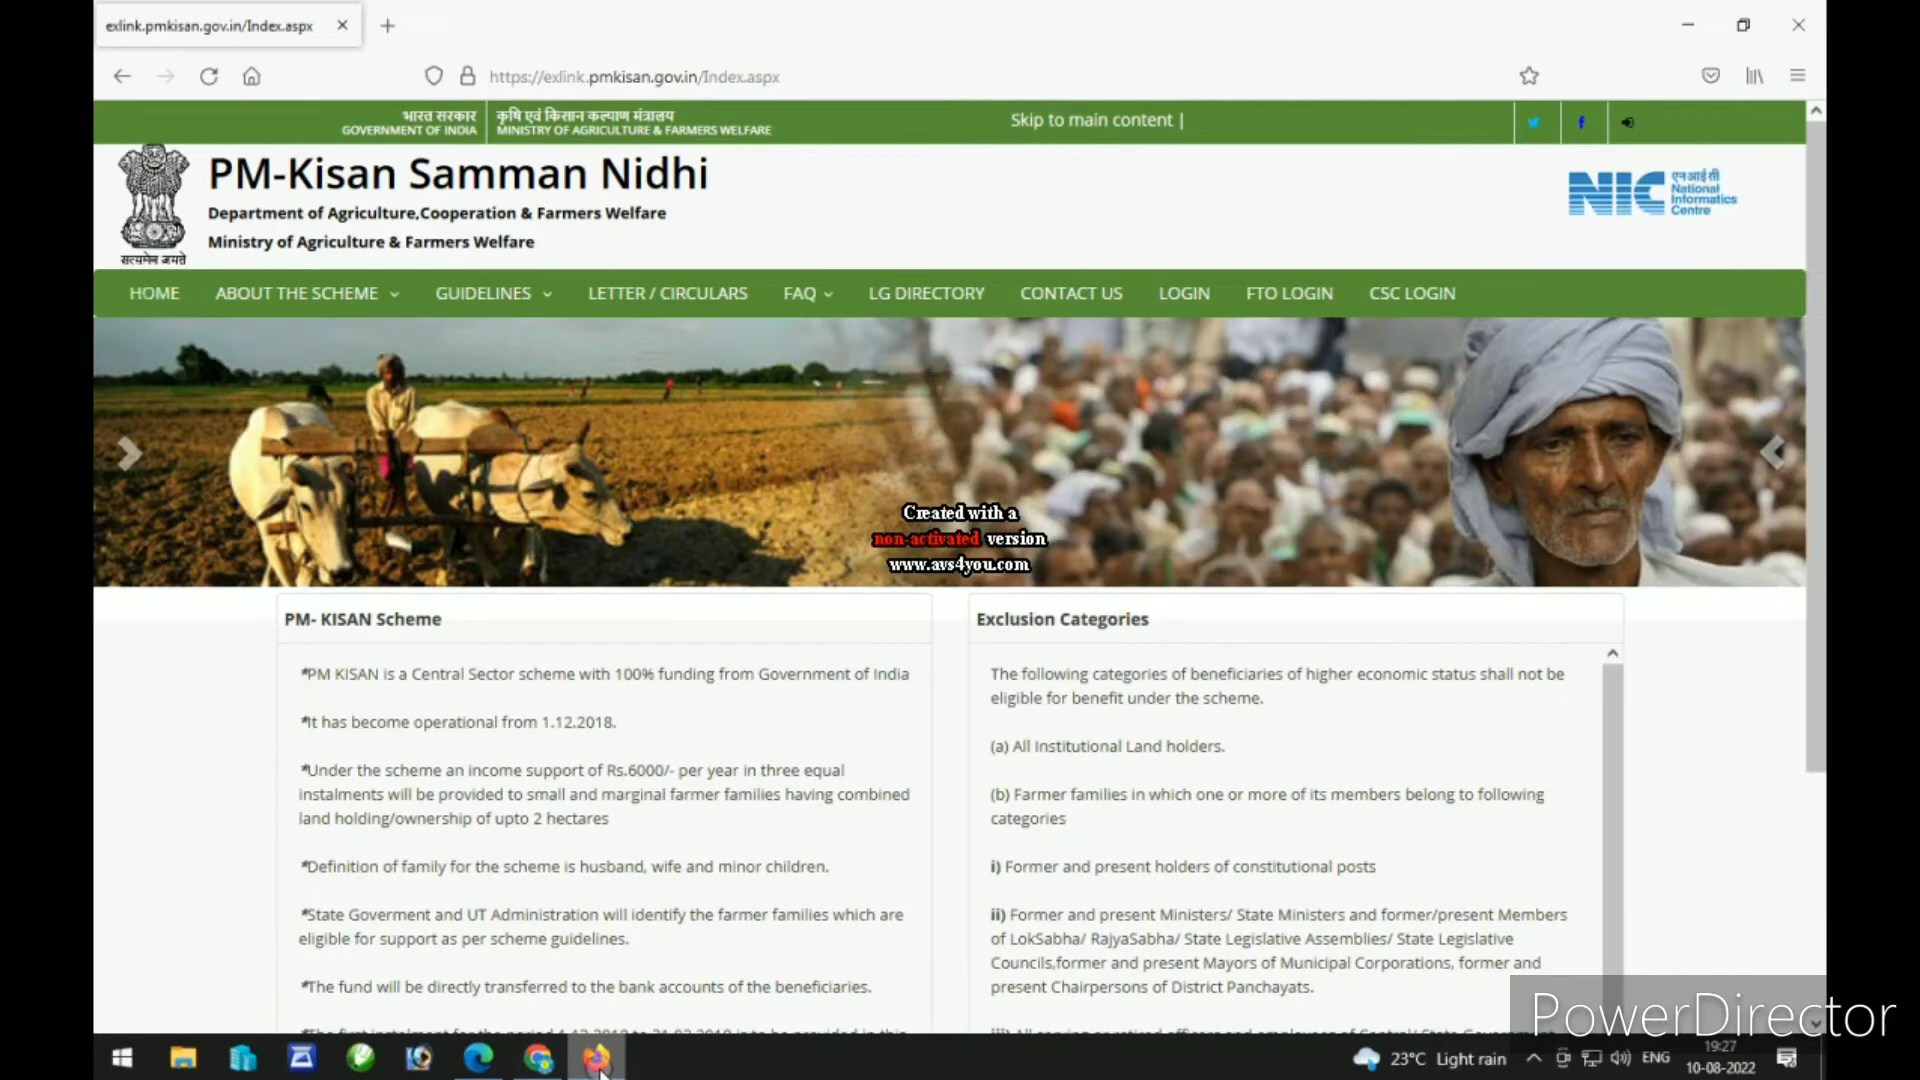 exlink.pmkisan.gov.in/Index.aspx
https://exlink.pmkisan.gov.in/Index.aspx
भारत सरकार
GOVERNMENT OF INDIA
कृषि एवं किसान कल्याण मंत्रालय
MINISTRY OF AGRICULTURE & FARMERS WELFARE
Skip to main content |
सत्यमेव जयते
PM-Kisan Samman Nidhi
Department of Agriculture,Cooperation & Farmers Welfare
Ministry of Agriculture & Farmers Welfare
NIC
एन आई सी
National
Informatics
Centre
HOME ABOUT THE SCHEME GUIDELINES LETTER / CIRCULARS FAQ LG DIRECTORY CONTACT US LOGIN FTO LOGIN CSC LOGIN
Created with a
non-activated version
www.avs4you.com
PM- KISAN Scheme
*PM KISAN is a Central Sector scheme with 100% funding from Government of India
*It has become operational from 1.12.2018.
*Under the scheme an income support of Rs.6000/- per year in three equal
instalments will be provided to small and marginal farmer families having combined
land holding/ownership of upto 2 hectares
*Definition of family for the scheme is husband, wife and minor children.
*State Goverment and UT Administration will identify the farmer families which are
eligible for support as per scheme guidelines.
*The fund will be directly transferred to the bank accounts of the beneficiaries.
Exclusion Categories
The following categories of beneficiaries of higher economic status shall not be
eligible for benefit under the scheme.
(a) All Institutional Land holders.
(b) Farmer families in which one or more of its members belong to following
categories
i) Former and present holders of constitutional posts
ii) Former and present Ministers/ State Ministers and former/present Members
of LokSabha/ RajyaSabha/ State Legislative Assemblies/ State Legislative
Councils,former and present Mayors of Municipal Corporations, former and
present Chairpersons of District Panchayats.
PowerDirector
23°C Light rain
ENG
19:27
10-08-2022